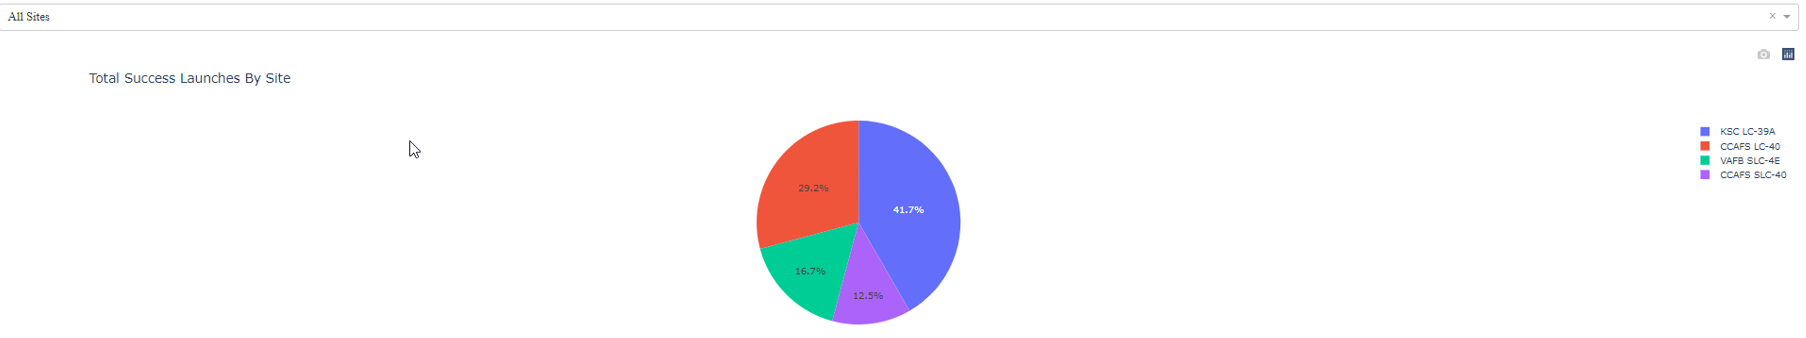 All Sites
Total Success Launches By Site
KSC LC-39A
CCAFS LC-40
VAFB SLC-4E
CCAFS SLC-40
29.2%
41.7%
16.7%
12.5%